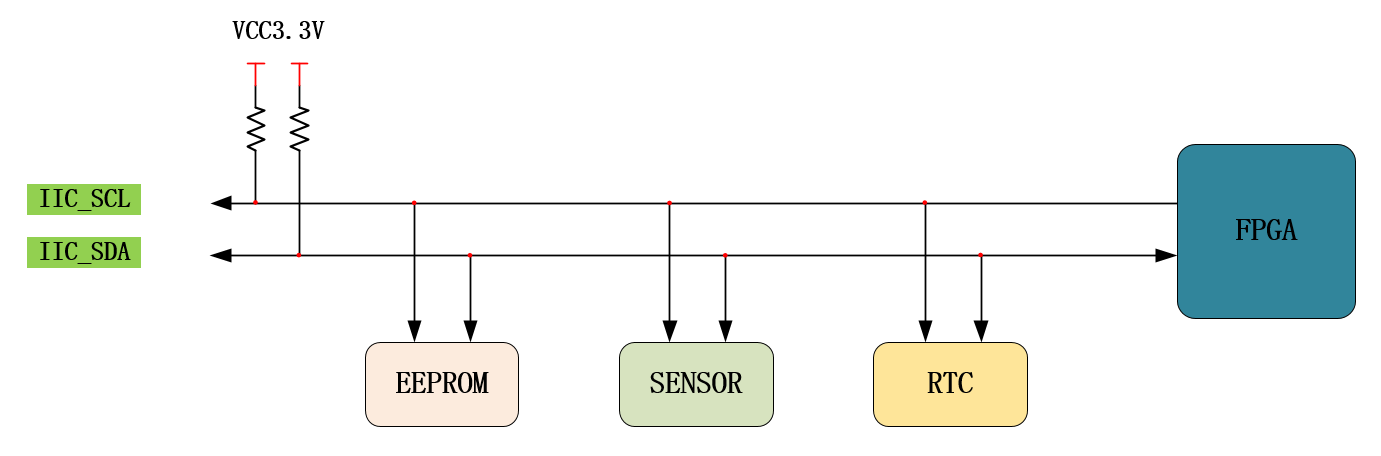 VCC3.3V
IIC_SCL
IIC_SDA
FPGA
EEPROM
SENSOR
RTC